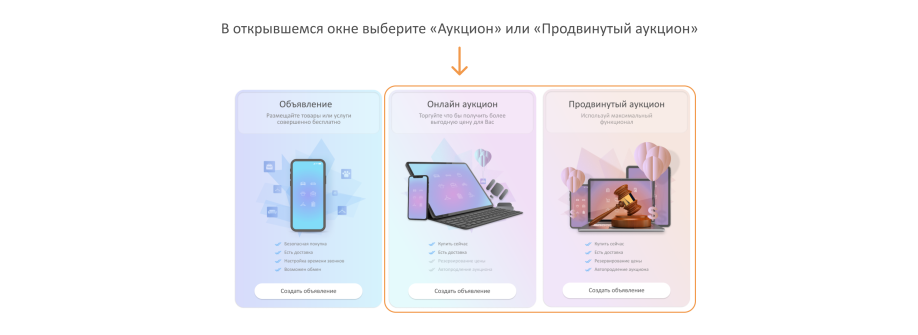 В открывшемся окне выберите «Аукцион» или «Продвинутый аукцион»
Объявление
Размещайте товары или услуги
совершенно бесплатно
Безопасная покупка
Есть доставка
Настройка времени звонков
Возможен обмен
Создать объявление
Онлайн аукцион
Торгуйте что бы получить более
выгодную цену для Вас
Купить сейчас
Есть доставка
Резервирование цены
Автопродление аукциона
Создать объявление
Продвинутый аукцион
Используй максимальный
функционал
Купить сейчас
Есть доставка
Резервирование цены
Автопродление аукциона
Создать объявление